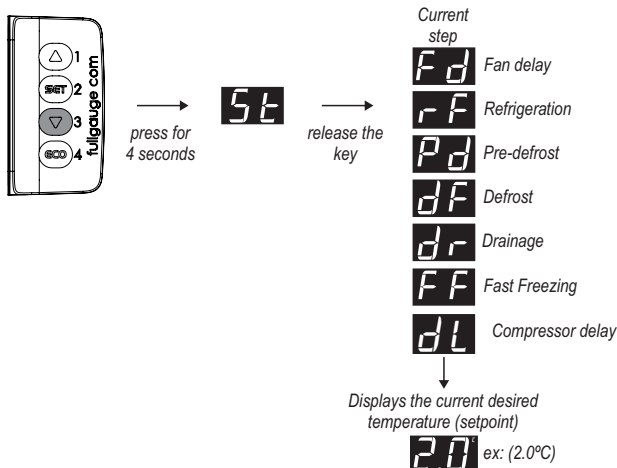 Current
step
1
SET 2
3
ECO 4
fullgauge com
press for
4 seconds
St
release the
key
Fd Fan delay
rF Refrigeration
Pd Pre-defrost
dF Defrost
dr Drainage
FF Fast Freezing
dL Compressor delay
Displays the current desired
temperature (setpoint)
2.0 ex: (2.0ºC)